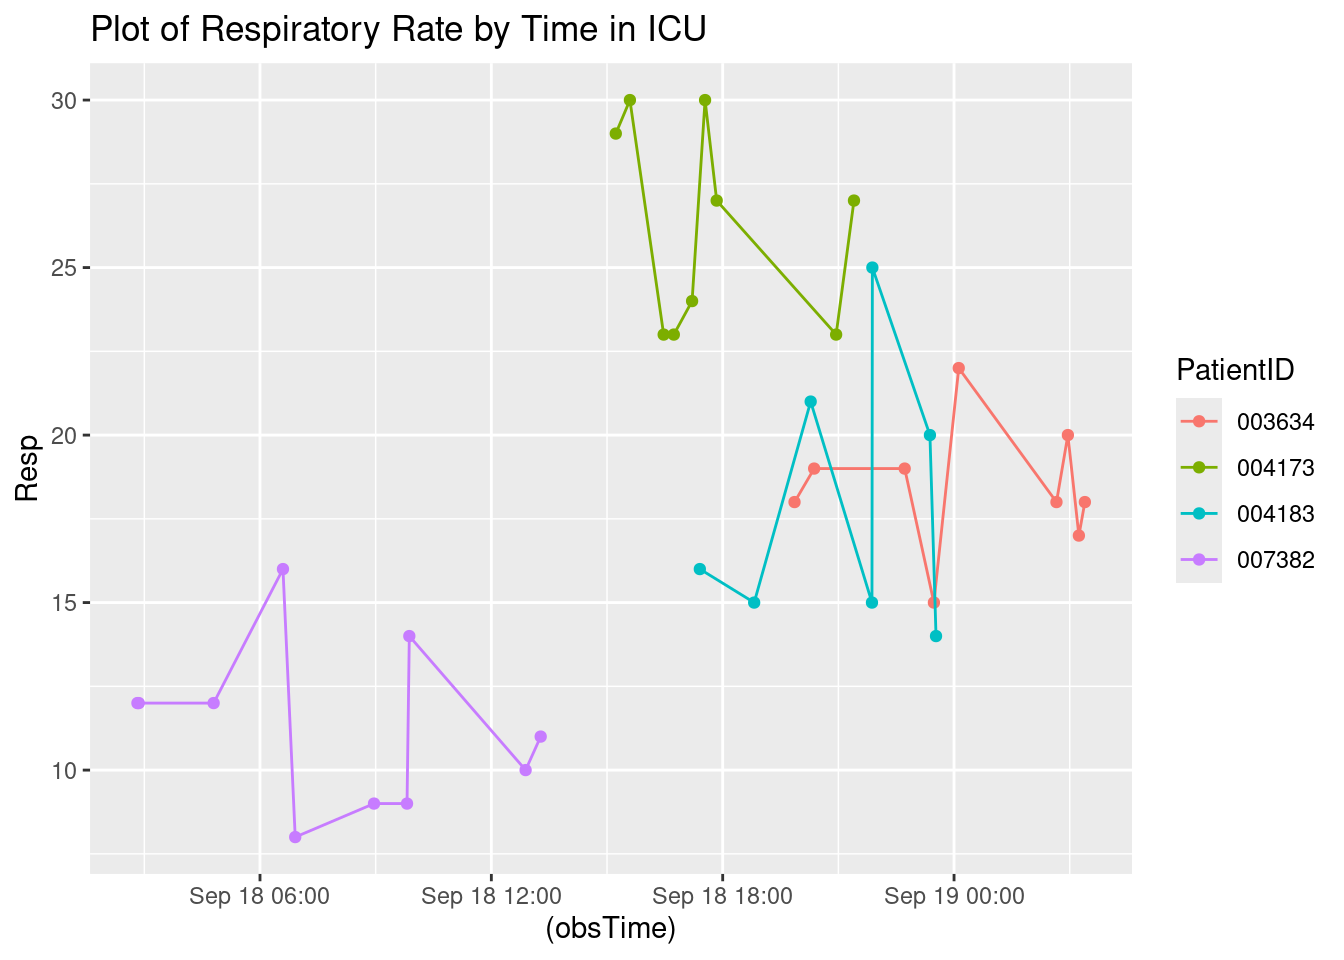 Plot of Respiratory Rate by Time in ICU
30
25
20
15
10
Resp
Sep 18 06:00
Sep 18 12:00
Sep 18 18:00
Sep 19 00:00
(obsTime)
PatientID
003634
004173
004183
007382